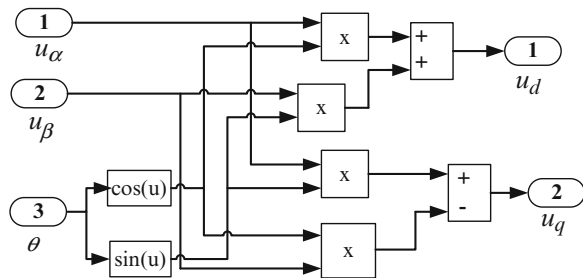 1
u_α
x
+
+
1
u_d
2
u_β
x
3
θ
cos(u)
sin(u)
x
x
+
-
2
u_q